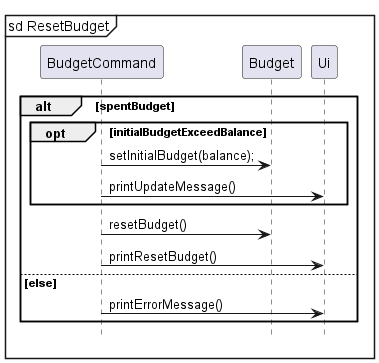 sd ResetBudget
BudgetCommand Budget Ui
alt [spentBudget]
opt [initialBudgetExceedBalance]
setInitialBudget(balance);
printUpdateMessage()
resetBudget()
printResetBudget()
[else]
printErrorMessage()